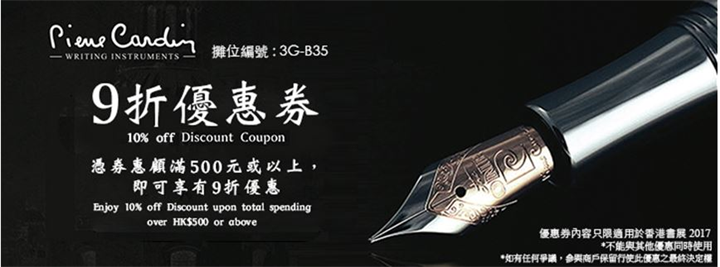 Pierre Cardin
WRITING INSTRUMENTS
攤位編號 : 3G-B35
9折優惠券
10% off Discount Coupon
憑券惠顧滿500元或以上，
即可享有9折優惠
Enjoy 10% off Discount upon total spending
over HK$500 or above
優惠券內容只限適用於香港書展 2017
*不能與其他優惠同時使用
*如有任何爭議，參與商戶保留行使此優惠之最終決定權